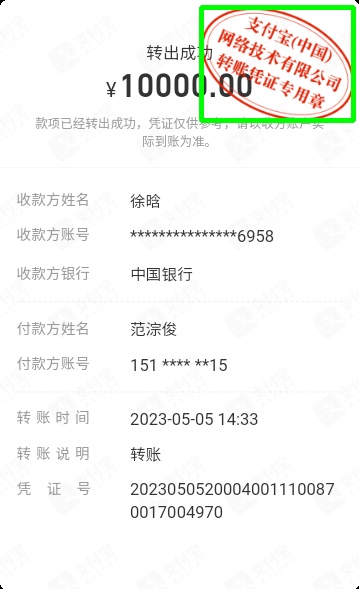 支付宝(中国)
网络技术有限公司
转账凭证专用章
转出成功
￥10000.00
款项已经转出成功，凭证仅供参考，请以收方账户实
际到账为准。
收款方姓名 徐晗
收款方账号 ***************6958
收款方银行 中国银行
付款方姓名 范淙俊
付款方账号 151 **** **15
转账时间 2023-05-05 14:33
转账说明 转账
凭证号 2023050520004001110087
0017004970